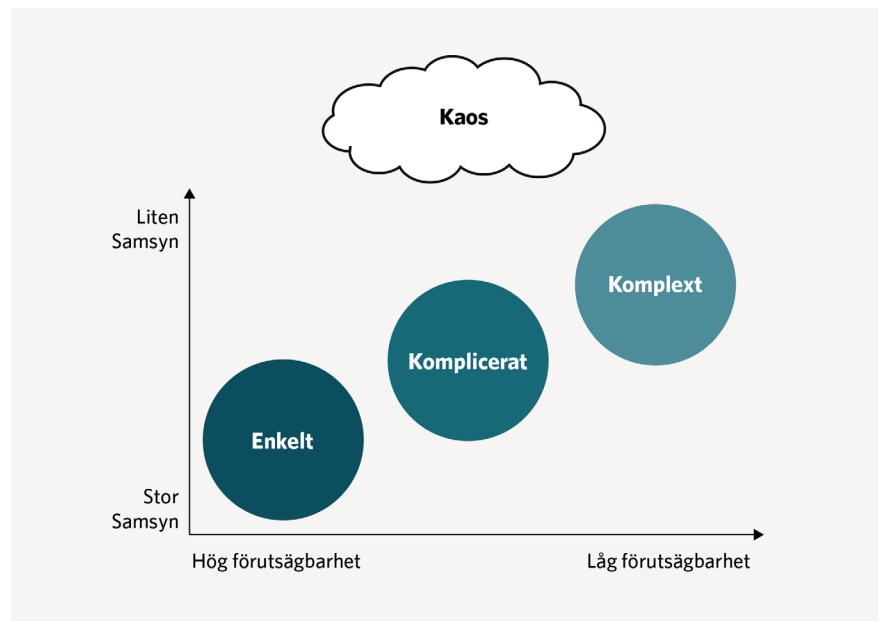 Kaos
Liten
Samsyn
Komplext
Komplicerat
Enkelt
Stor
Samsyn
Hög förutsägbarhet
Låg förutsägbarhet